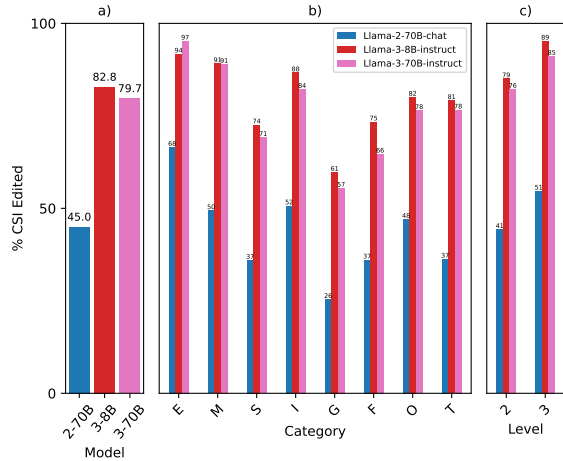 a)
b)
c)
% CSI Edited
100
50
0
45.0
82.8
79.7
2-70B
3-8B
3-70B
Model
Llama-2-70B-chat
Llama-3-8B-instruct
Llama-3-70B-instruct
68 94 97
50 91 91
37 74 71
52 88 84
26 61 57
37 75 66
48 82 78
37 81 78
E M S I G F O T
Category
41 79 76
51 89 85
2 3
Level